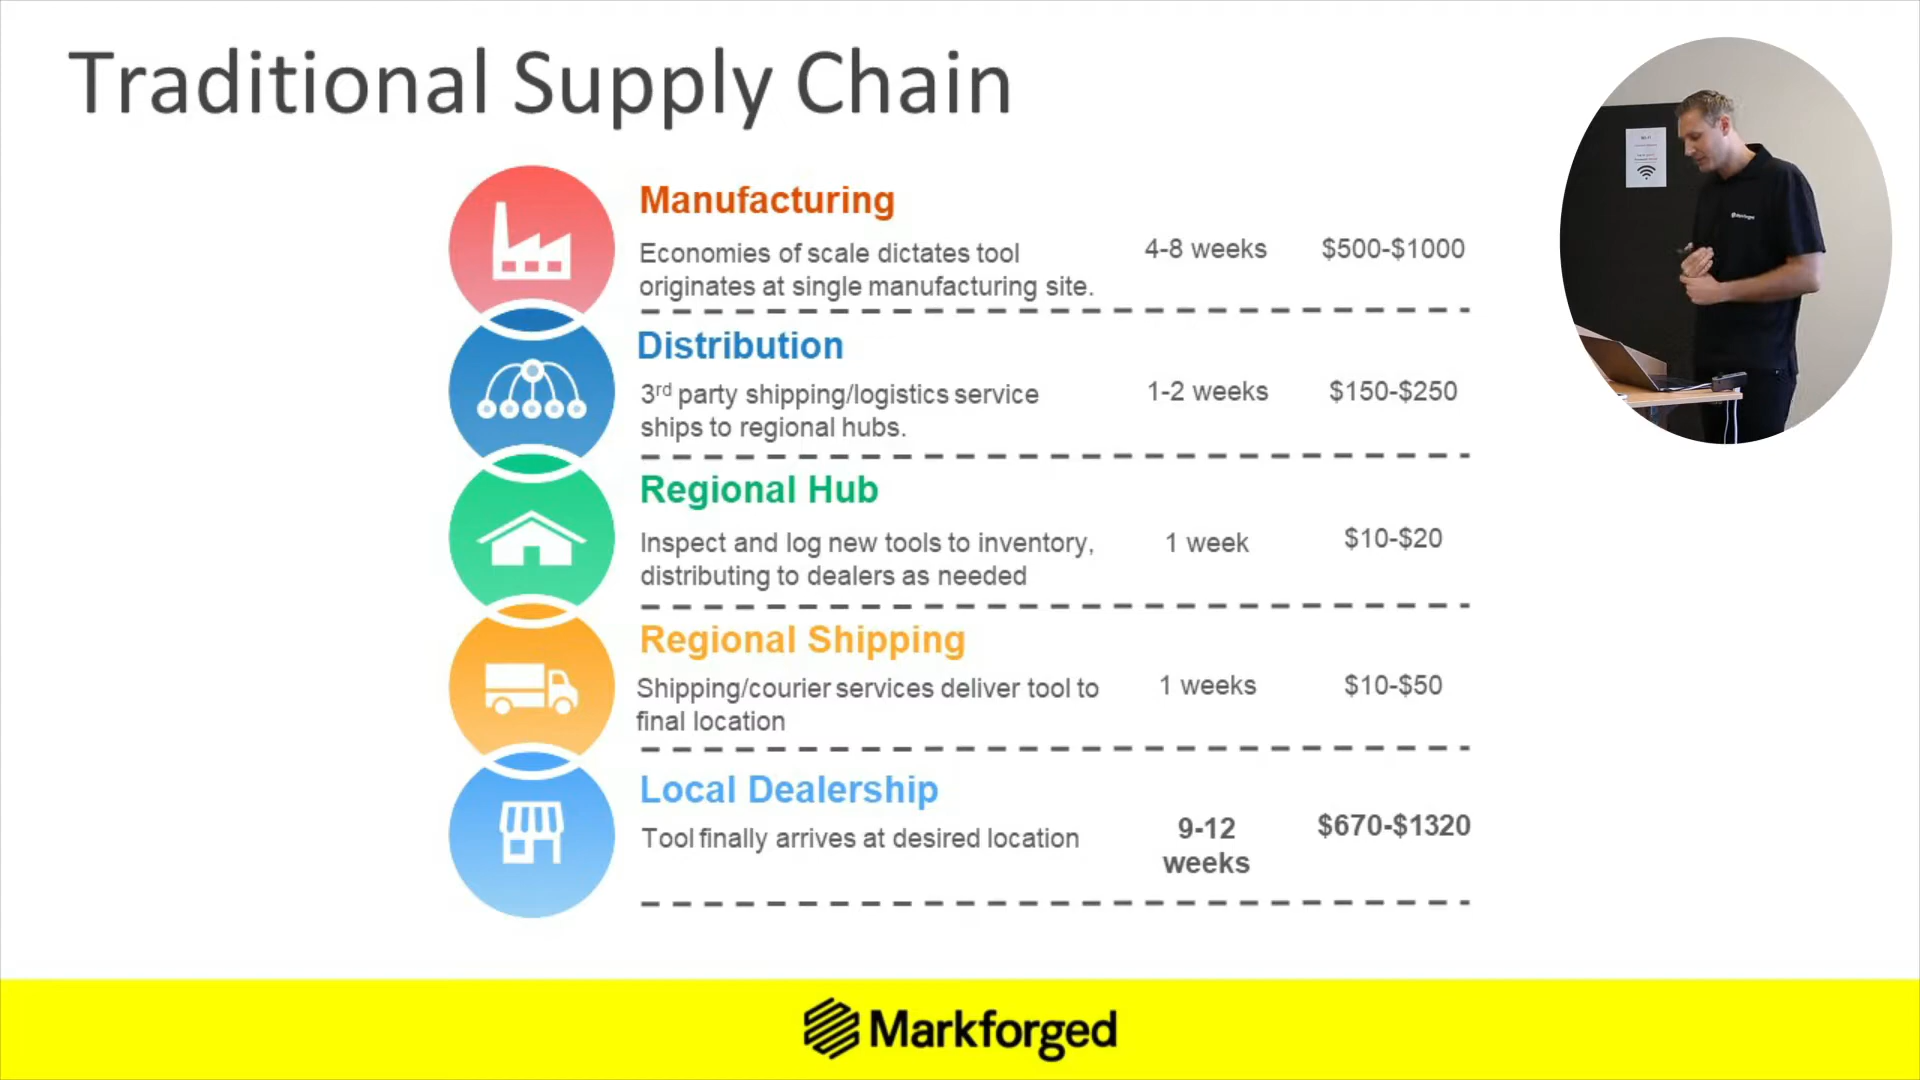 Traditional Supply Chain
Manufacturing
Economies of scale dictates tool
originates at single manufacturing site.
4-8 weeks
$500-$1000
Distribution
3rd party shipping/logistics service
ships to regional hubs.
1-2 weeks
$150-$250
Regional Hub
Inspect and log new tools to inventory,
distributing to dealers as needed
1 week
$10-$20
Regional Shipping
Shipping/courier services deliver tool to
final location
1 weeks
$10-$50
Local Dealership
Tool finally arrives at desired location
9-12
weeks
$670-$1320
Markforged